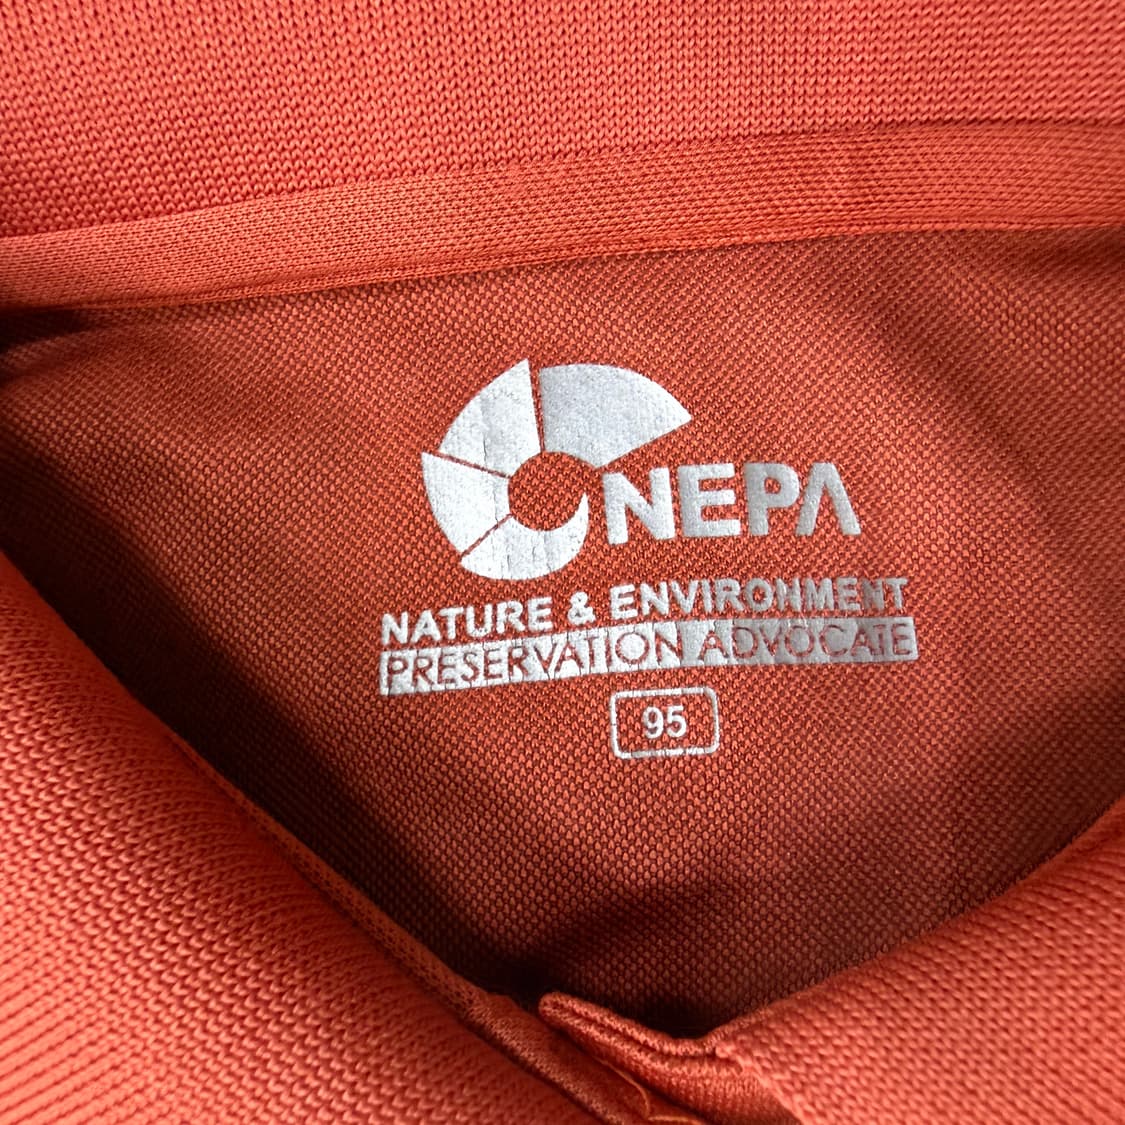 NEPA
NATURE & ENVIRONMENT
PRESERVATION ADVOCATE
95